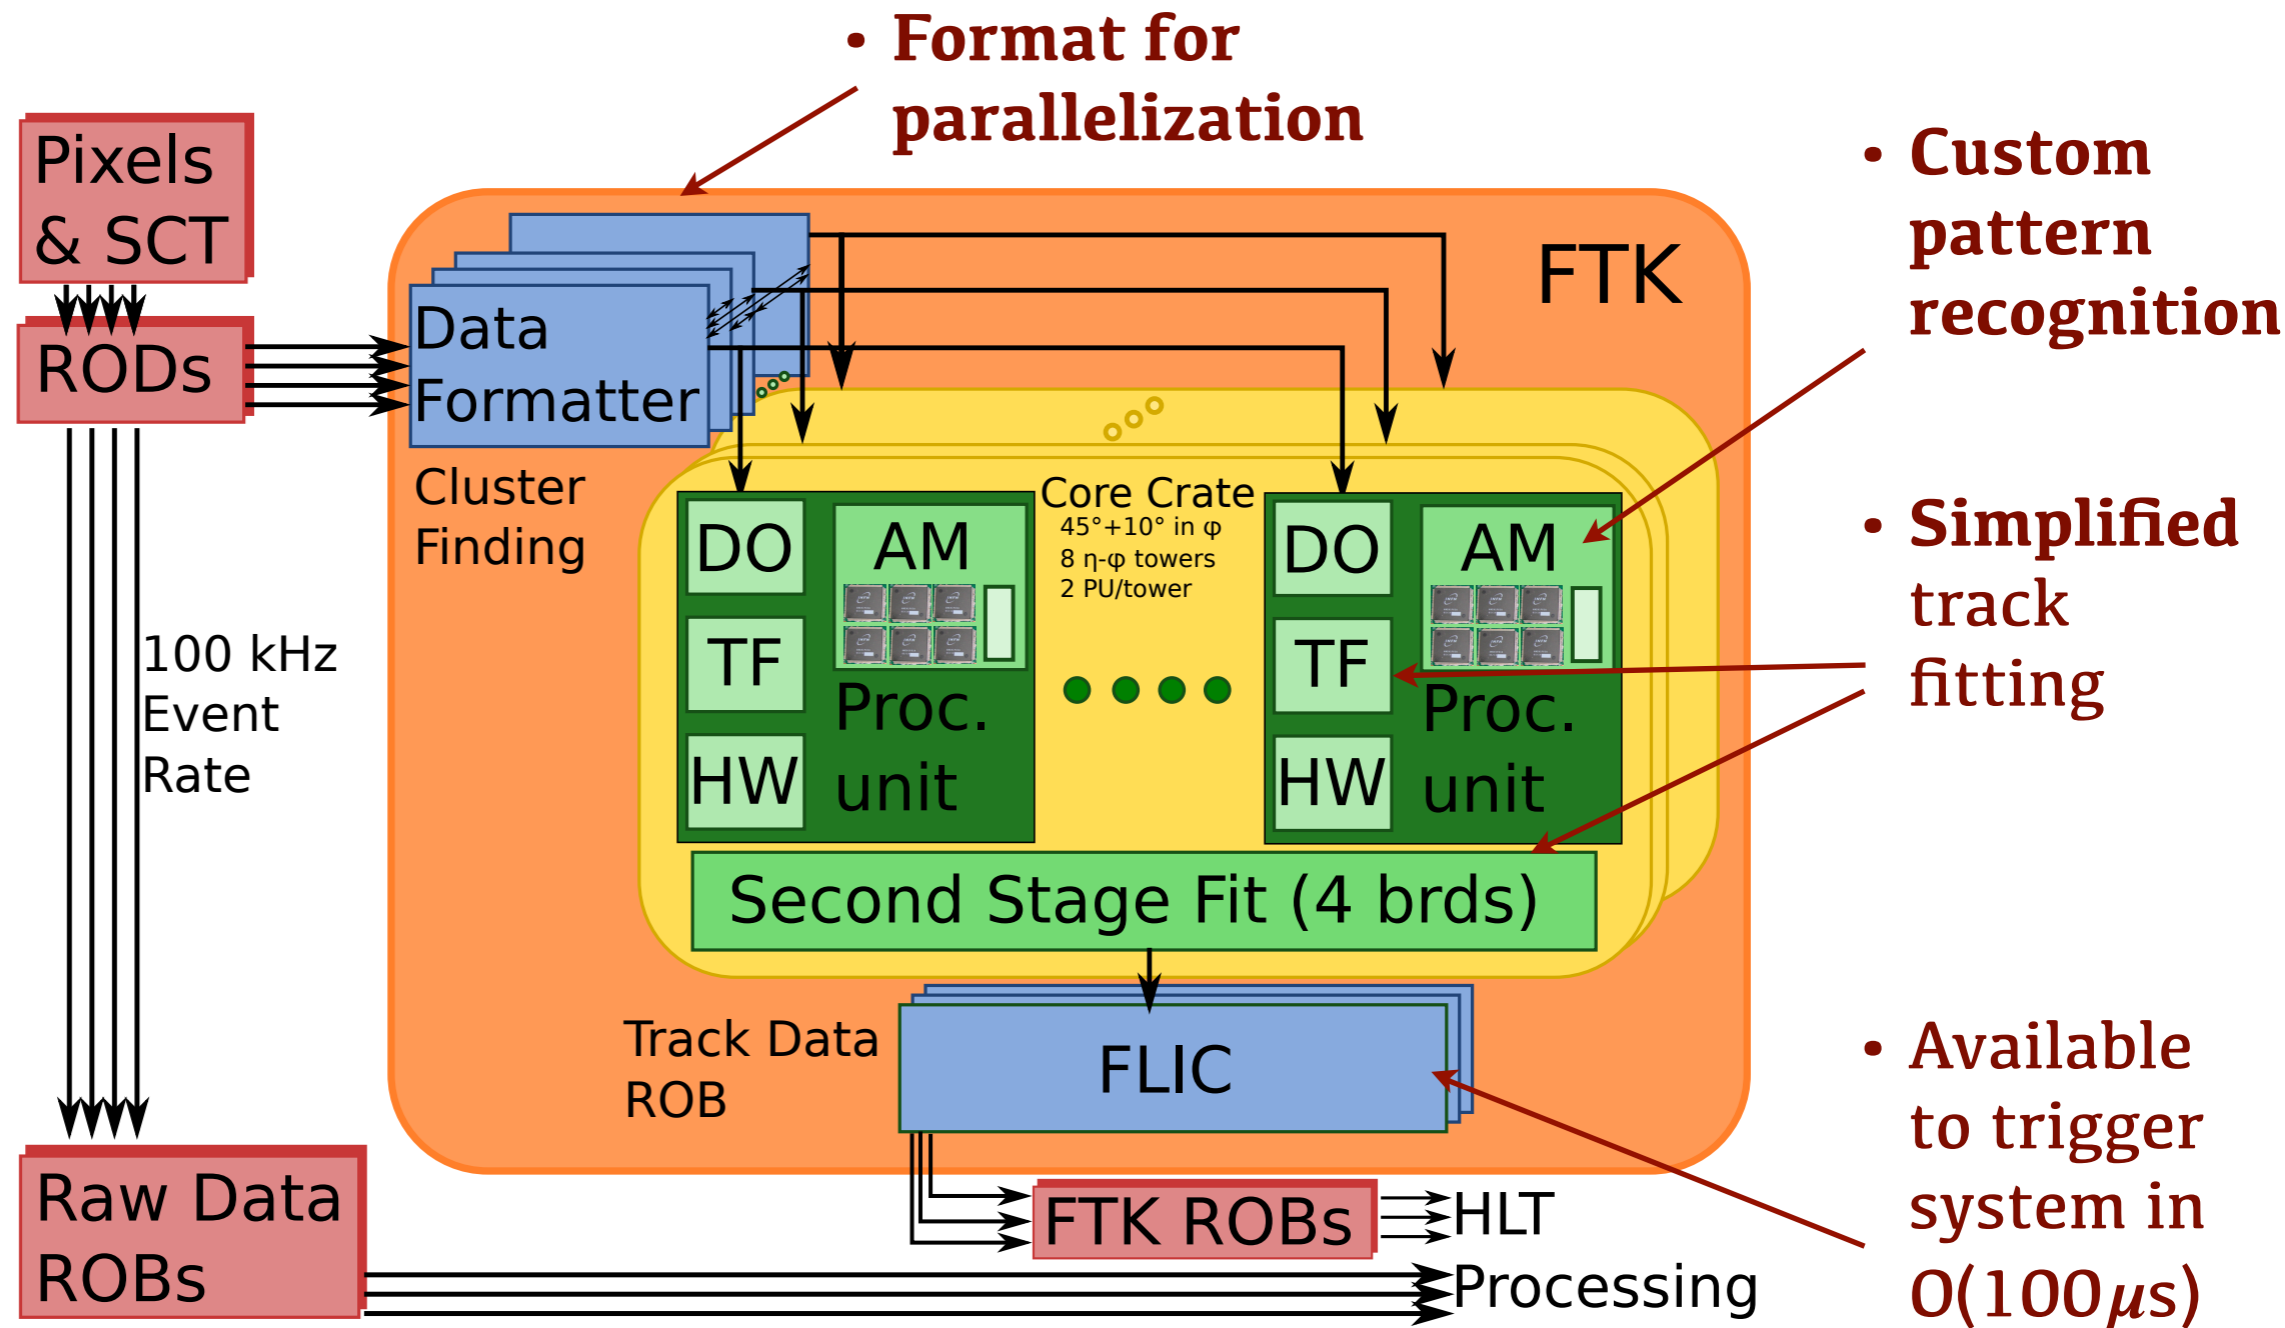 • Format for
parallelization
Pixels
& SCT
RODs
100 kHz
Event
Rate
Raw Data
ROBs
FTK
Data
Formatter
Cluster
Finding
Core Crate
45°+10° in φ
8 η-φ towers
2 PU/tower
DO
AM
TF
HW
Proc.
unit
DO
AM
TF
HW
Proc.
unit
Second Stage Fit (4 brds)
Track Data
ROB
FLIC
FTK ROBs
HLT
Processing
• Custom
pattern
recognition
• Simplified
track
fitting
• Available
to trigger
system in
O(100μs)